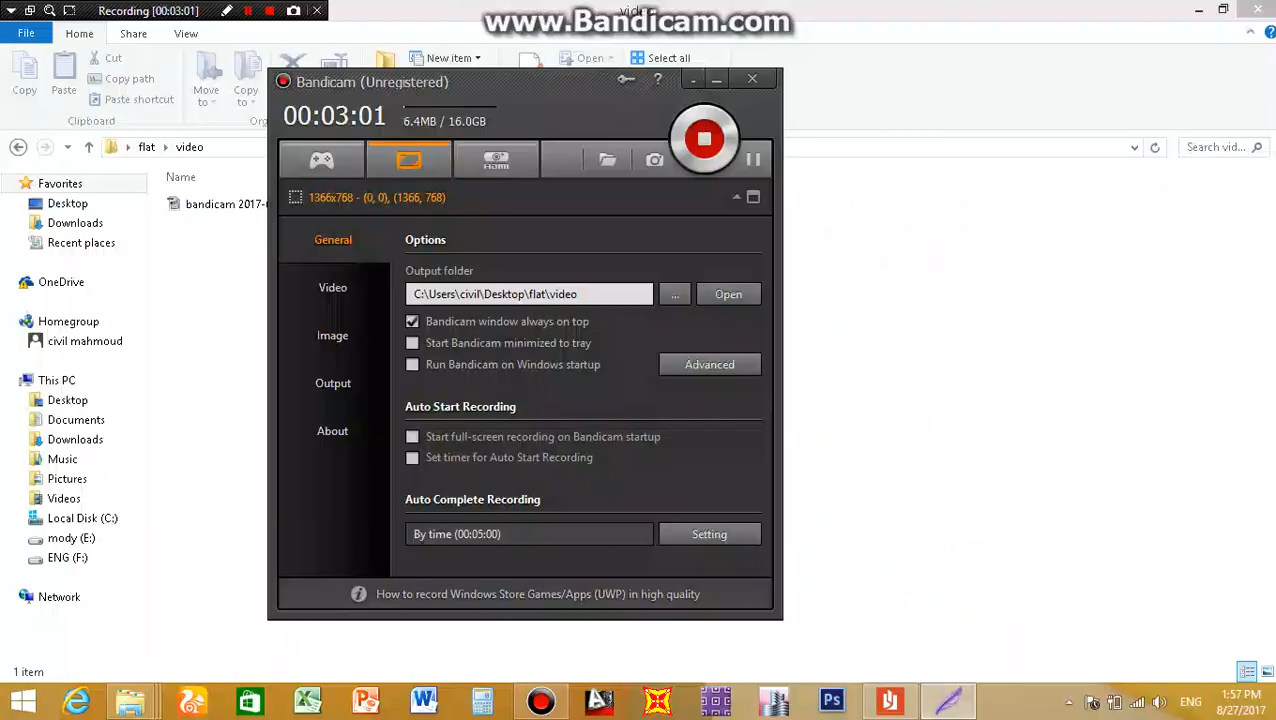 Recording [00:03:01]
www.Bandicam.com
File
Home
Share
View
Copy
Paste
Cut
Copy path
Paste shortcut
Clipboard
Move to
Copy to
New item
Open
Select all
flat
video
Search vid...
Favorites
Desktop
Downloads
Recent places
OneDrive
Homegroup
civil mahmoud
This PC
Desktop
Documents
Downloads
Music
Pictures
Videos
Local Disk (C:)
mody (E:)
ENG (F:)
Network
Name
bandicam 2017-
Bandicam (Unregistered)
00:03:01
6.4MB / 16.0GB
HDMI
1366x768 - (0, 0), (1366, 768)
General
Video
Image
Output
About
Options
Output folder
C:\Users\civil\Desktop\flat\video
...
Open
Bandicam window always on top
Start Bandicam minimized to tray
Run Bandicam on Windows startup
Advanced
Auto Start Recording
Start full-screen recording on Bandicam startup
Set timer for Auto Start Recording
Auto Complete Recording
By time (00:05:00)
Setting
How to record Windows Store Games/Apps (UWP) in high quality
1 item
ENG
1:57 PM
8/27/2017